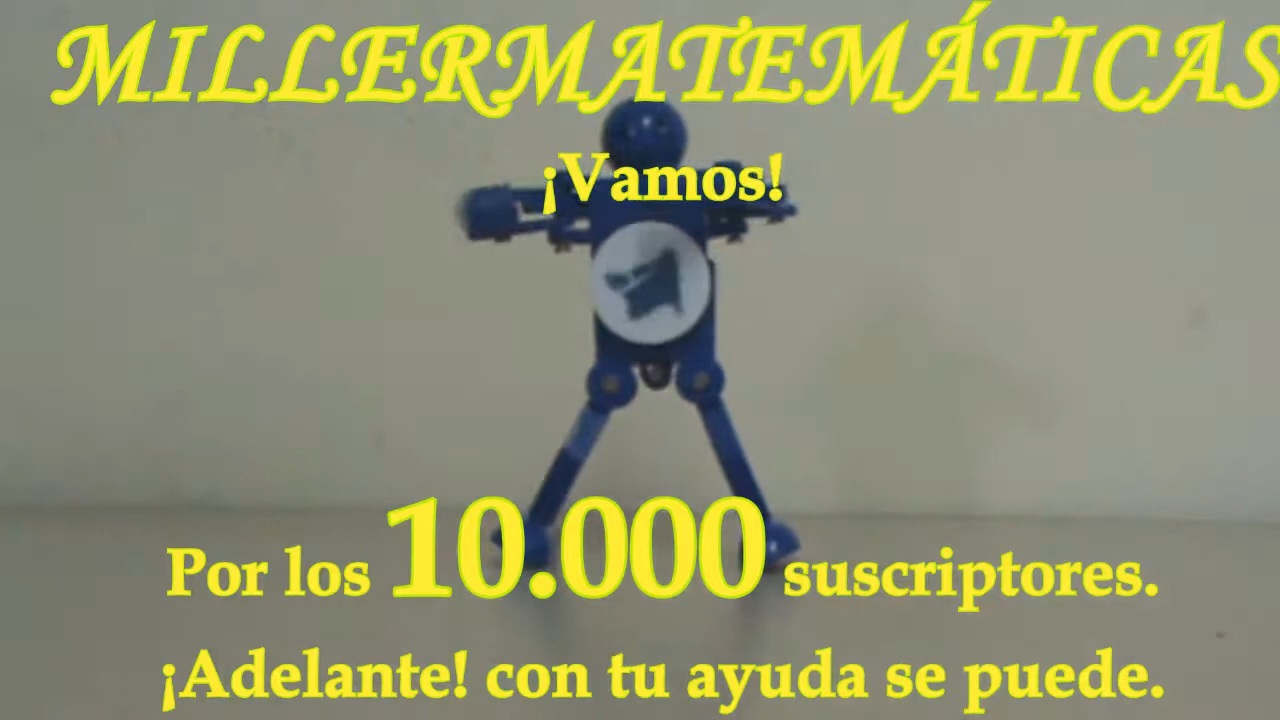 MILLERMATEMÁTICAS
¡Vamos!
Por los 10.000 suscriptores.
¡Adelante! con tu ayuda se puede.